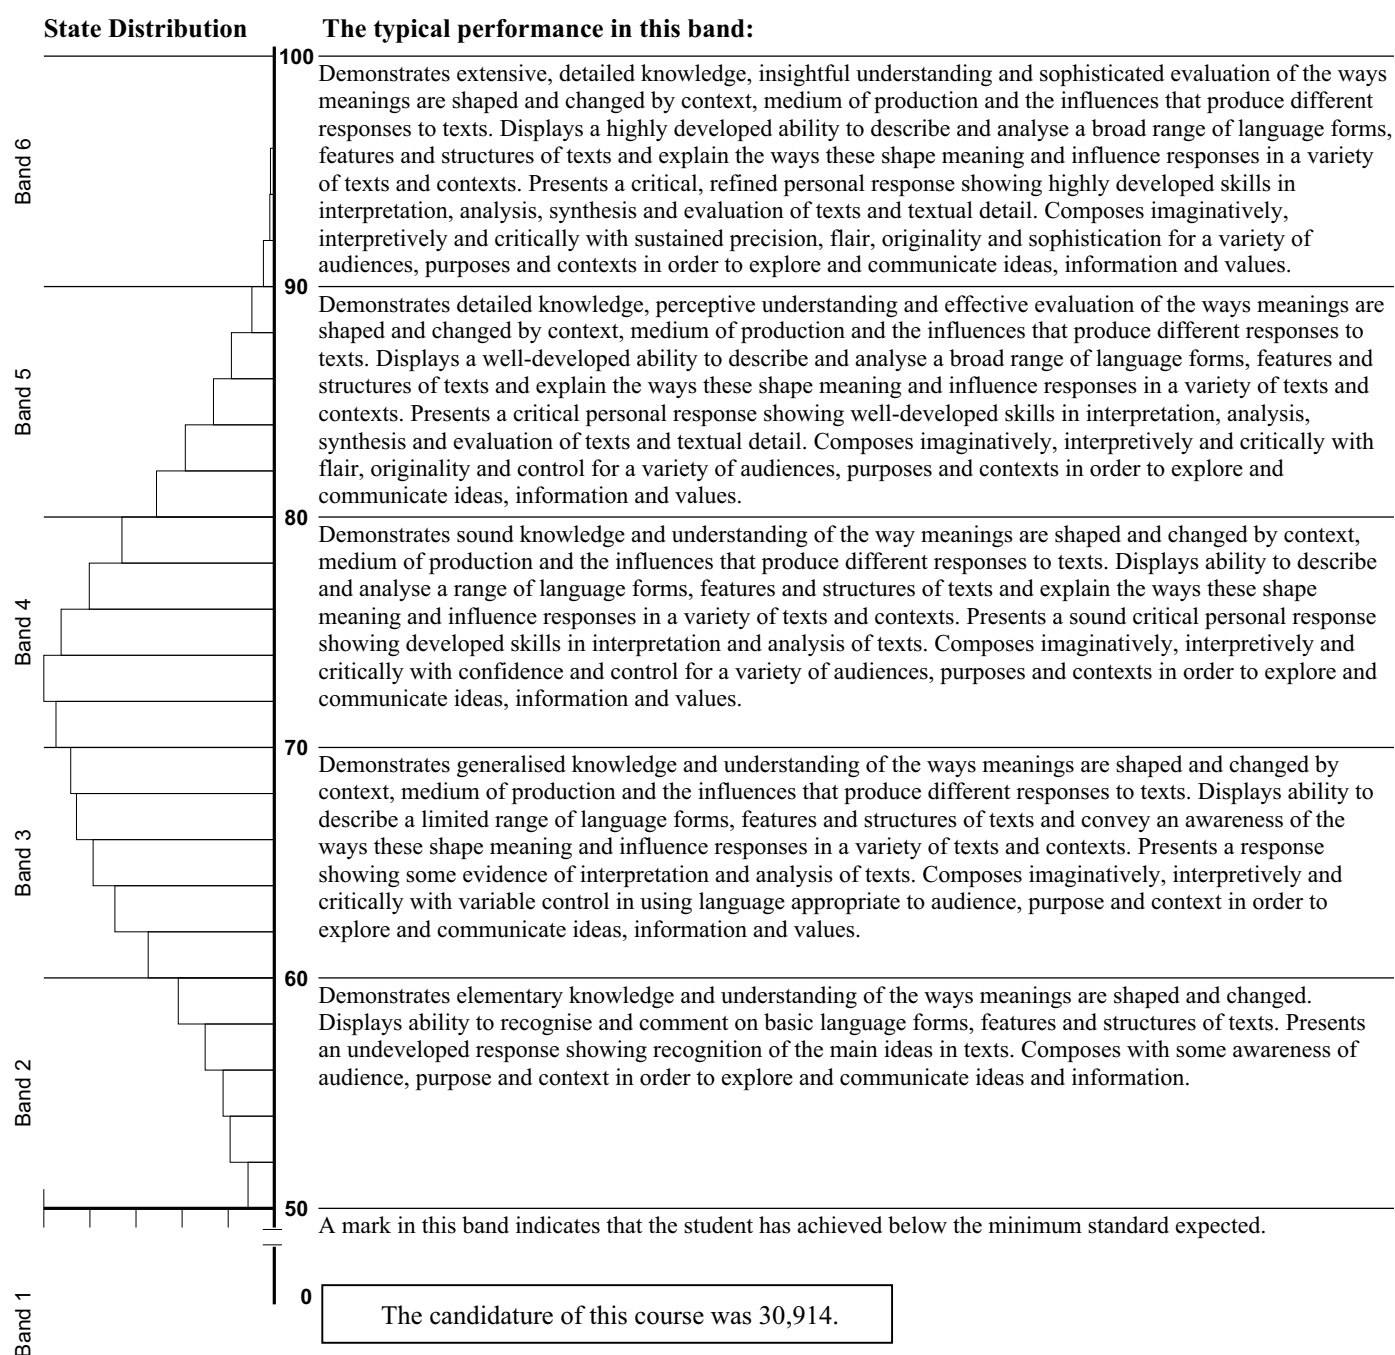 State Distribution
The typical performance in this band:
100
Demonstrates extensive, detailed knowledge, insightful understanding and sophisticated evaluation of the ways
meanings are shaped and changed by context, medium of production and the influences that produce different
responses to texts. Displays a highly developed ability to describe and analyse a broad range of language forms,
features and structures of texts and explain the ways these shape meaning and influence responses in a variety
of texts and contexts. Presents a critical, refined personal response showing highly developed skills in
interpretation, analysis, synthesis and evaluation of texts and textual detail. Composes imaginatively,
interpretively and critically with sustained precision, flair, originality and sophistication for a variety of
audiences, purposes and contexts in order to explore and communicate ideas, information and values.
Band 6
90
Demonstrates detailed knowledge, perceptive understanding and effective evaluation of the ways meanings are
shaped and changed by context, medium of production and the influences that produce different responses to
texts. Displays a well-developed ability to describe and analyse a broad range of language forms, features and
structures of texts and explain the ways these shape meaning and influence responses in a variety of texts and
contexts. Presents a critical personal response showing well-developed skills in interpretation, analysis,
synthesis and evaluation of texts and textual detail. Composes imaginatively, interpretively and critically with
flair, originality and control for a variety of audiences, purposes and contexts in order to explore and
communicate ideas, information and values.
Band 5
80
Demonstrates sound knowledge and understanding of the way meanings are shaped and changed by context,
medium of production and the influences that produce different responses to texts. Displays ability to describe
and analyse a range of language forms, features and structures of texts and explain the ways these shape
meaning and influence responses in a variety of texts and contexts. Presents a sound critical personal response
showing developed skills in interpretation and analysis of texts. Composes imaginatively, interpretively and
critically with confidence and control for a variety of audiences, purposes and contexts in order to explore and
communicate ideas, information and values.
Band 4
70
Demonstrates generalised knowledge and understanding of the ways meanings are shaped and changed by
context, medium of production and the influences that produce different responses to texts. Displays ability to
describe a limited range of language forms, features and structures of texts and convey an awareness of the
ways these shape meaning and influence responses in a variety of texts and contexts. Presents a response
showing some evidence of interpretation and analysis of texts. Composes imaginatively, interpretively and
critically with variable control in using language appropriate to audience, purpose and context in order to
explore and communicate ideas, information and values.
Band 3
60
Demonstrates elementary knowledge and understanding of the ways meanings are shaped and changed.
Displays ability to recognise and comment on basic language forms, features and structures of texts. Presents
an undeveloped response showing recognition of the main ideas in texts. Composes with some awareness of
audience, purpose and context in order to explore and communicate ideas and information.
Band 2
50
A mark in this band indicates that the student has achieved below the minimum standard expected.
0
Band 1
The candidature of this course was 30,914.